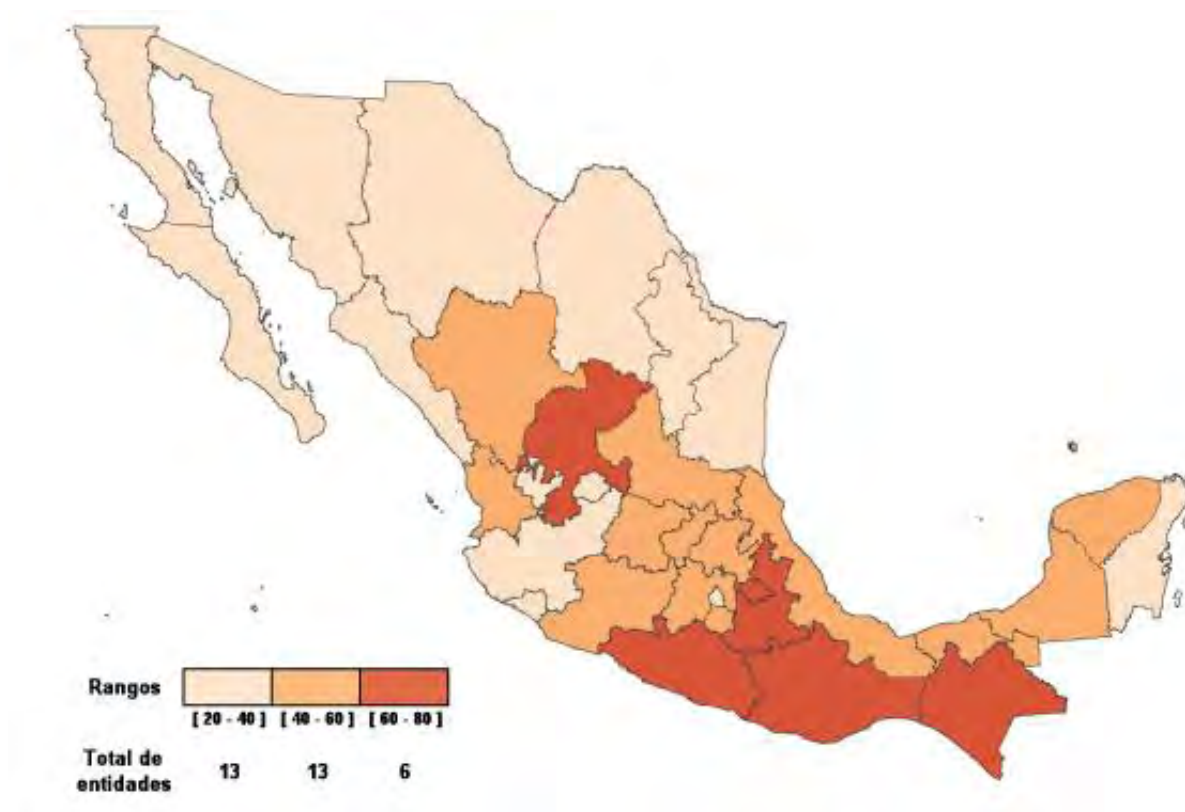 Rangos
[ 20 - 40 ] [ 40 - 60 ] [ 60 - 80 ]
Total de
entidades
13 13 6